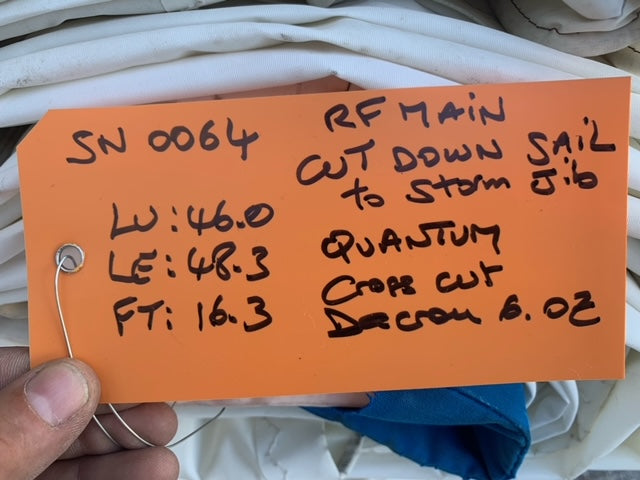 SN 0064
LU: 46.0
LE: 48.3
FT: 16.3
RF MAIN
CUT DOWN SAIL
to Storm Jib
QUANTUM
Cross cut
Dacron 6.0Z